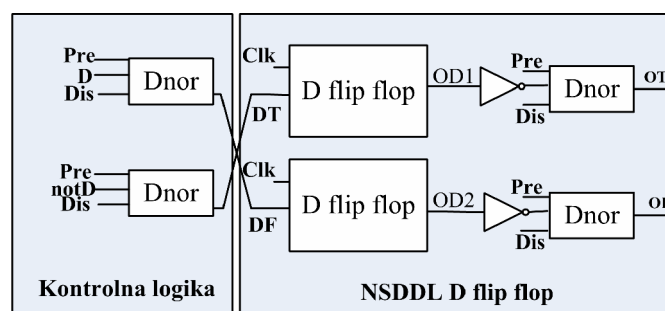 Pre
D
Dis
Dnor
Pre
notD
Dis
Dnor
Kontrolna logika
Clk
DT
D flip flop
OD1
Pre
Dis
Dnor
Clk
DF
D flip flop
OD2
Pre
Dis
Dnor
NSDDL D flip flop